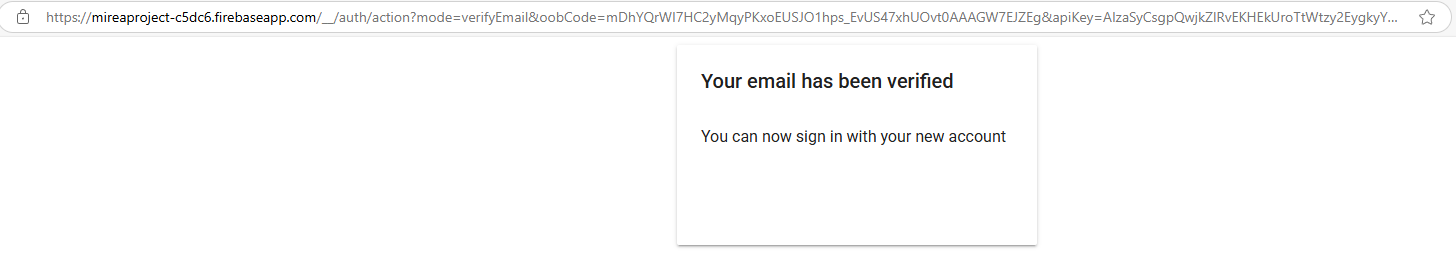 https://mireaproject-c5dc6.firebaseapp.com/__/auth/action?mode=verifyEmail&oobCode=mDhYQrWI7HC2yMqyPKxoEUSJO1hps_EvUS47xhUOvt0AAAGW7EJZEg&apiKey=AIzaSyCsgpQwjkZIRvEKHEkUroTtWtzy2EygkyY...
Your email has been verified
You can now sign in with your new account